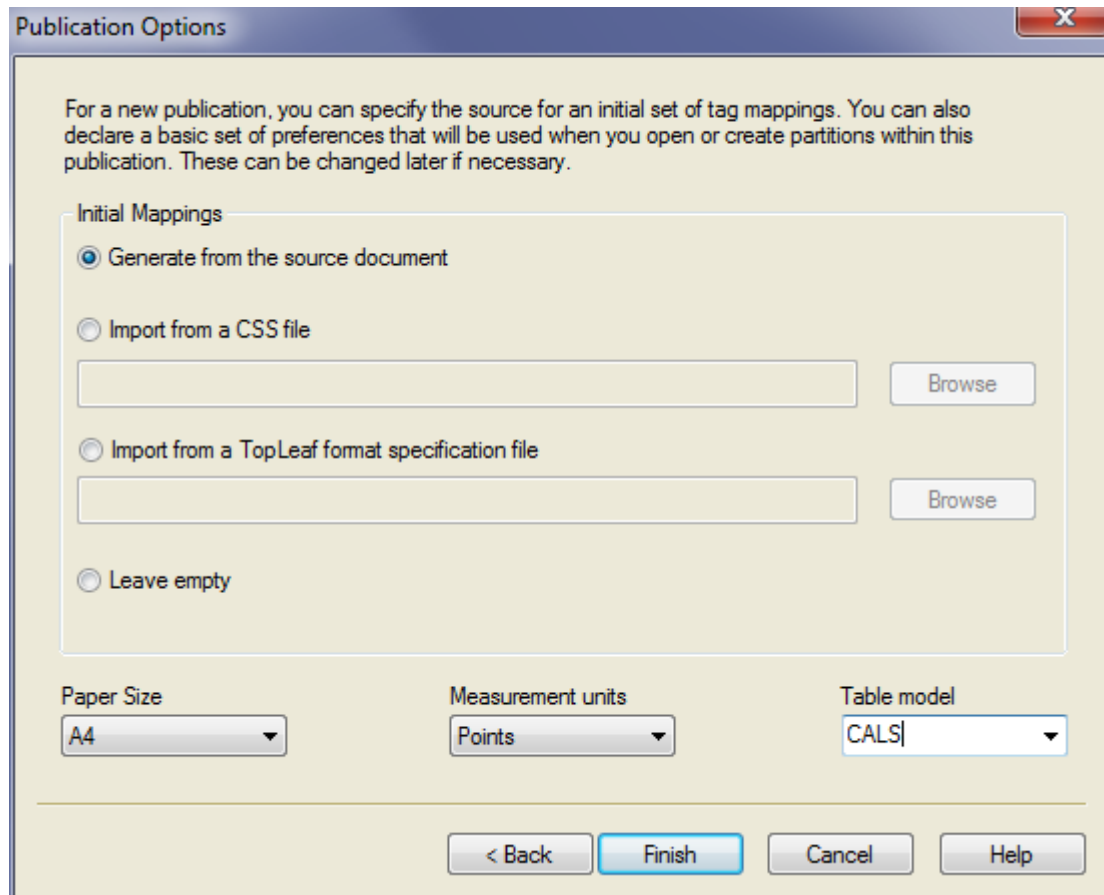 Publication Options
X
For a new publication, you can specify the source for an initial set of tag mappings. You can also
declare a basic set of preferences that will be used when you open or create partitions within this
publication. These can be changed later if necessary.
Initial Mappings
Generate from the source document
Import from a CSS file
Browse
Import from a TopLeaf format specification file
Browse
Leave empty
Paper Size Measurement units Table model
A4 Points CALS
< Back Finish Cancel Help